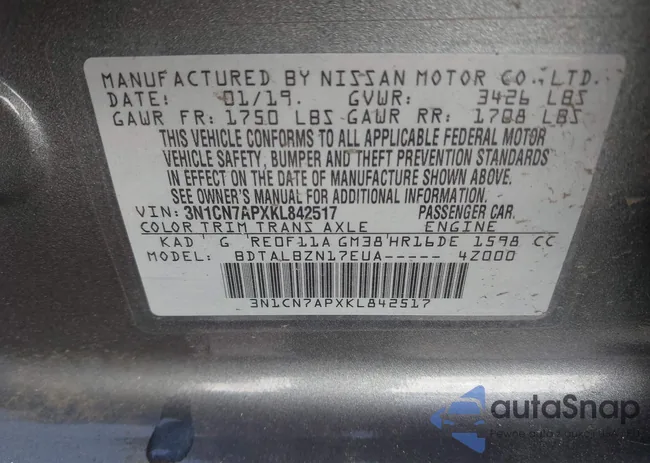 MANUFACTURED BY NISSAN MOTOR CO., LTD.
DATE: 01/19. GVWR: 3426 LBS
GAWR FR: 1750 LBS GAWR RR: 1708 LBS
THIS VEHICLE CONFORMS TO ALL APPLICABLE FEDERAL MOTOR
VEHICLE SAFETY, BUMPER AND THEFT PREVENTION STANDARDS
IN EFFECT ON THE DATE OF MANUFACTURE SHOWN ABOVE.
SEE OWNER'S MANUAL FOR ADDITIONAL INFORMATION
VIN: 3N1CN7APXKL842517 PASSENGER CAR.
COLOR TRIM TRANS AXLE ENGINE
KAD G RE0F11A GM38 HR16DE 1598 CC
MODEL: BDTALBZN17EUA----- 4Z000
3N1CN7APXKL842517
autaSnap